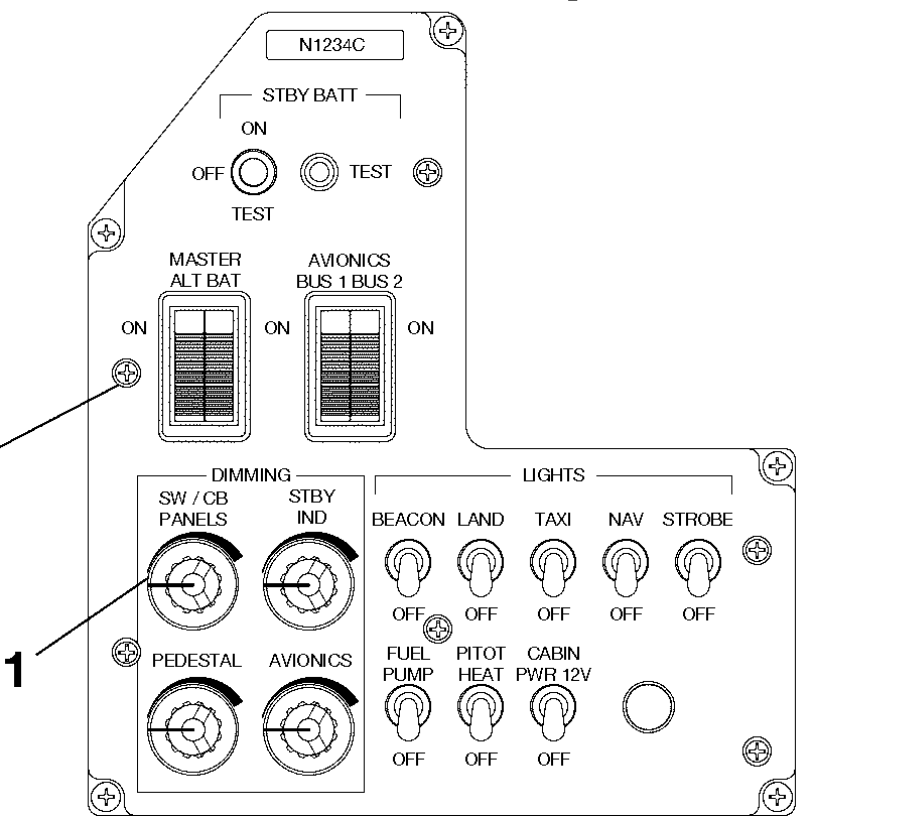 N1234C
STBY BATT
ON
OFF
TEST
TEST
MASTER
ALT BAT
AVIONICS
BUS 1 BUS 2
ON
ON
ON
DIMMING
SW / CB
PANELS
STBY
IND
PEDESTAL
AVIONICS
LIGHTS
BEACON LAND TAXI NAV STROBE
OFF OFF OFF OFF OFF
FUEL
PUMP
PITOT
HEAT
CABIN
PWR 12V
OFF OFF OFF
1